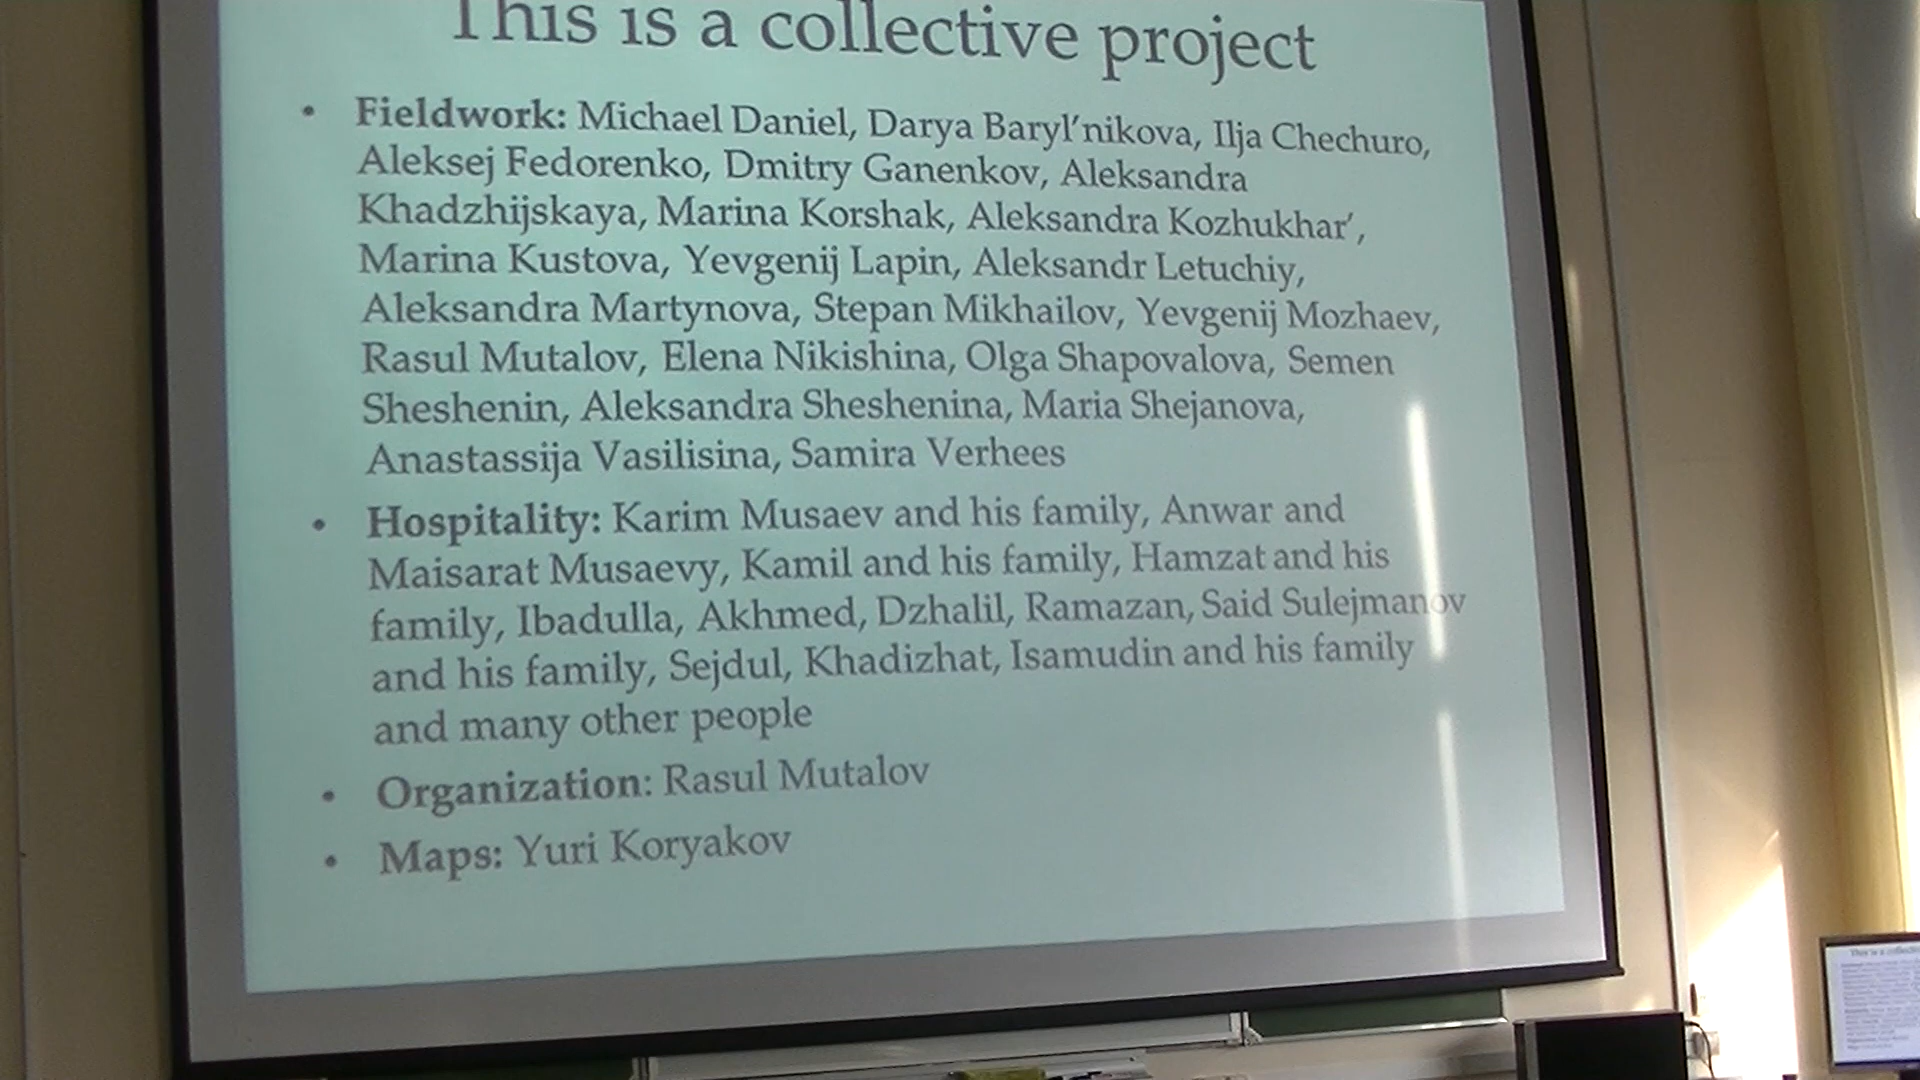 This is a collective project
• Fieldwork: Michael Daniel, Darya Baryl'nikova, Ilja Chechuro,
Aleksej Fedorenko, Dmitry Ganenkov, Aleksandra
Khadzhijskaya, Marina Korshak, Aleksandra Kozhukhar',
Marina Kustova, Yevgenij Lapin, Aleksandr Letuchiy,
Aleksandra Martynova, Stepan Mikhailov, Yevgenij Mozhaev,
Rasul Mutalov, Elena Nikishina, Olga Shapovalova, Semen
Sheshenin, Aleksandra Sheshenina, Maria Shejanova,
Anastassija Vasilisina, Samira Verhees
• Hospitality: Karim Musaev and his family, Anwar and
Maisarat Musaevy, Kamil and his family, Hamzat and his
family, Ibadulla, Akhmed, Dzhalil, Ramazan, Said Sulejmanov
and his family, Sejdul, Khadizhat, Isamudin and his family
and many other people
• Organization: Rasul Mutalov
• Maps: Yuri Koryakov